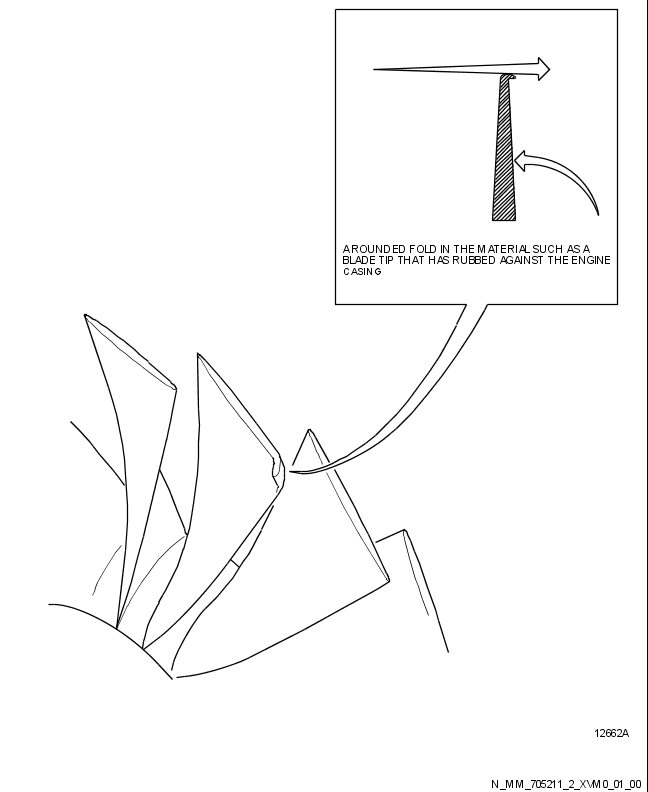 A ROUNDED FOLD IN THE MATERIAL SUCH AS A
BLADE TIP THAT HAS RUBBED AGAINST THE ENGINE
CASING
12662A
N_MM_705211_2_XVM0_01_00